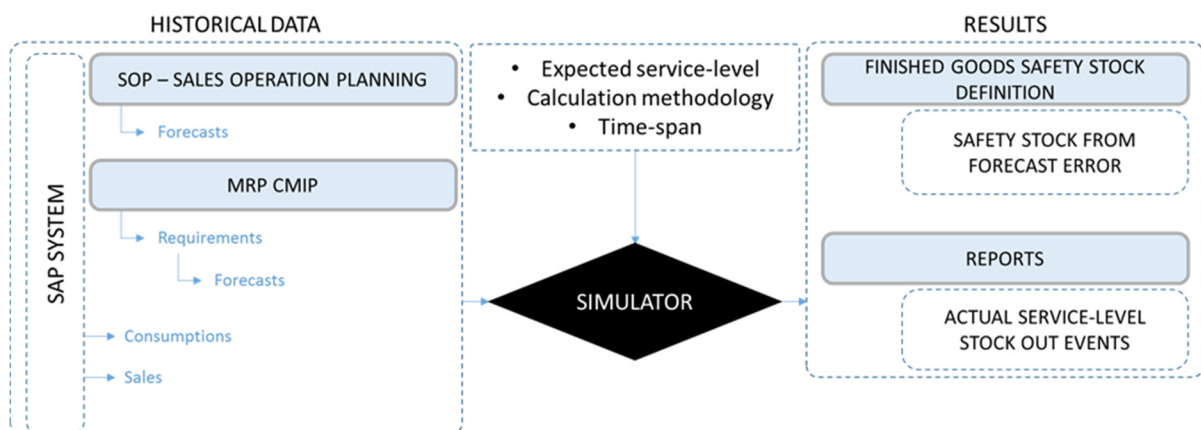 HISTORICAL DATA
SAP SYSTEM
SOP – SALES OPERATION PLANNING
Forecasts
MRP CMIP
Requirements
Forecasts
Consumptions
Sales
• Expected service-level
• Calculation methodology
• Time-span
SIMULATOR
RESULTS
FINISHED GOODS SAFETY STOCK
DEFINITION
SAFETY STOCK FROM
FORECAST ERROR
REPORTS
ACTUAL SERVICE-LEVEL
STOCK OUT EVENTS